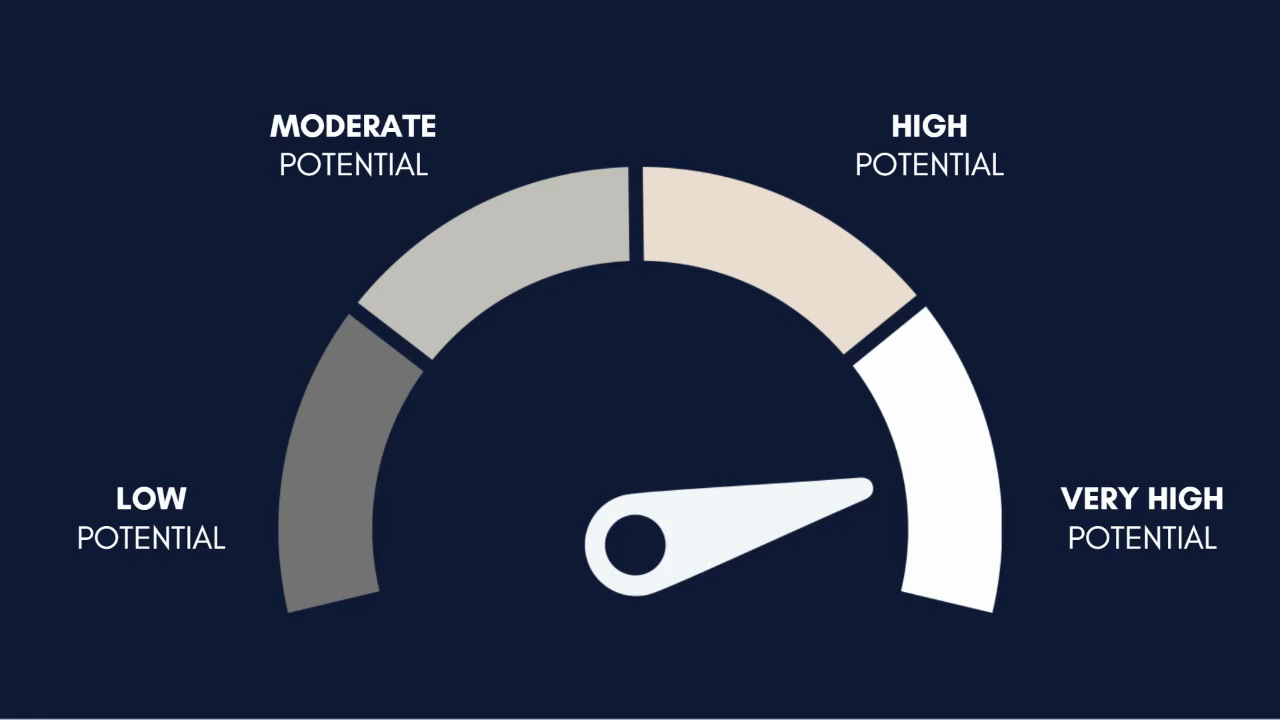 MODERATE
POTENTIAL
HIGH
POTENTIAL
LOW
POTENTIAL
VERY HIGH
POTENTIAL